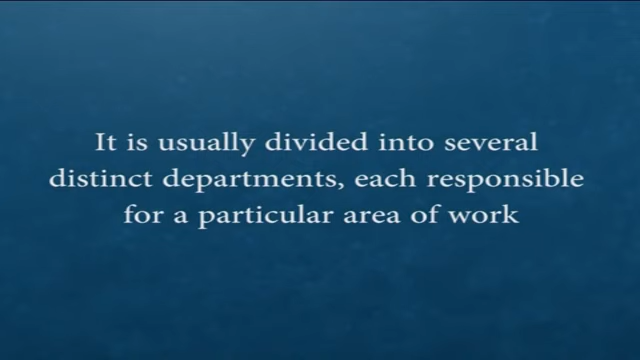 It is usually divided into several
distinct departments, each responsible
for a particular area of work